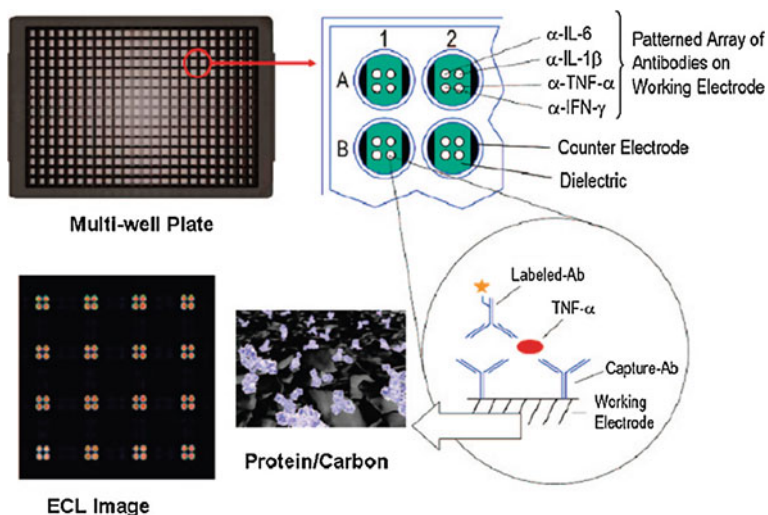 1 2
α-IL-6
α-IL-1β
α-TNF-α
α-IFN-γ
Patterned Array of
Antibodies on
Working Electrode
A
B
Counter Electrode
Dielectric
Multi-well Plate
Labeled-Ab
TNF-α
Capture-Ab
Working
Electrode
Protein/Carbon
ECL Image